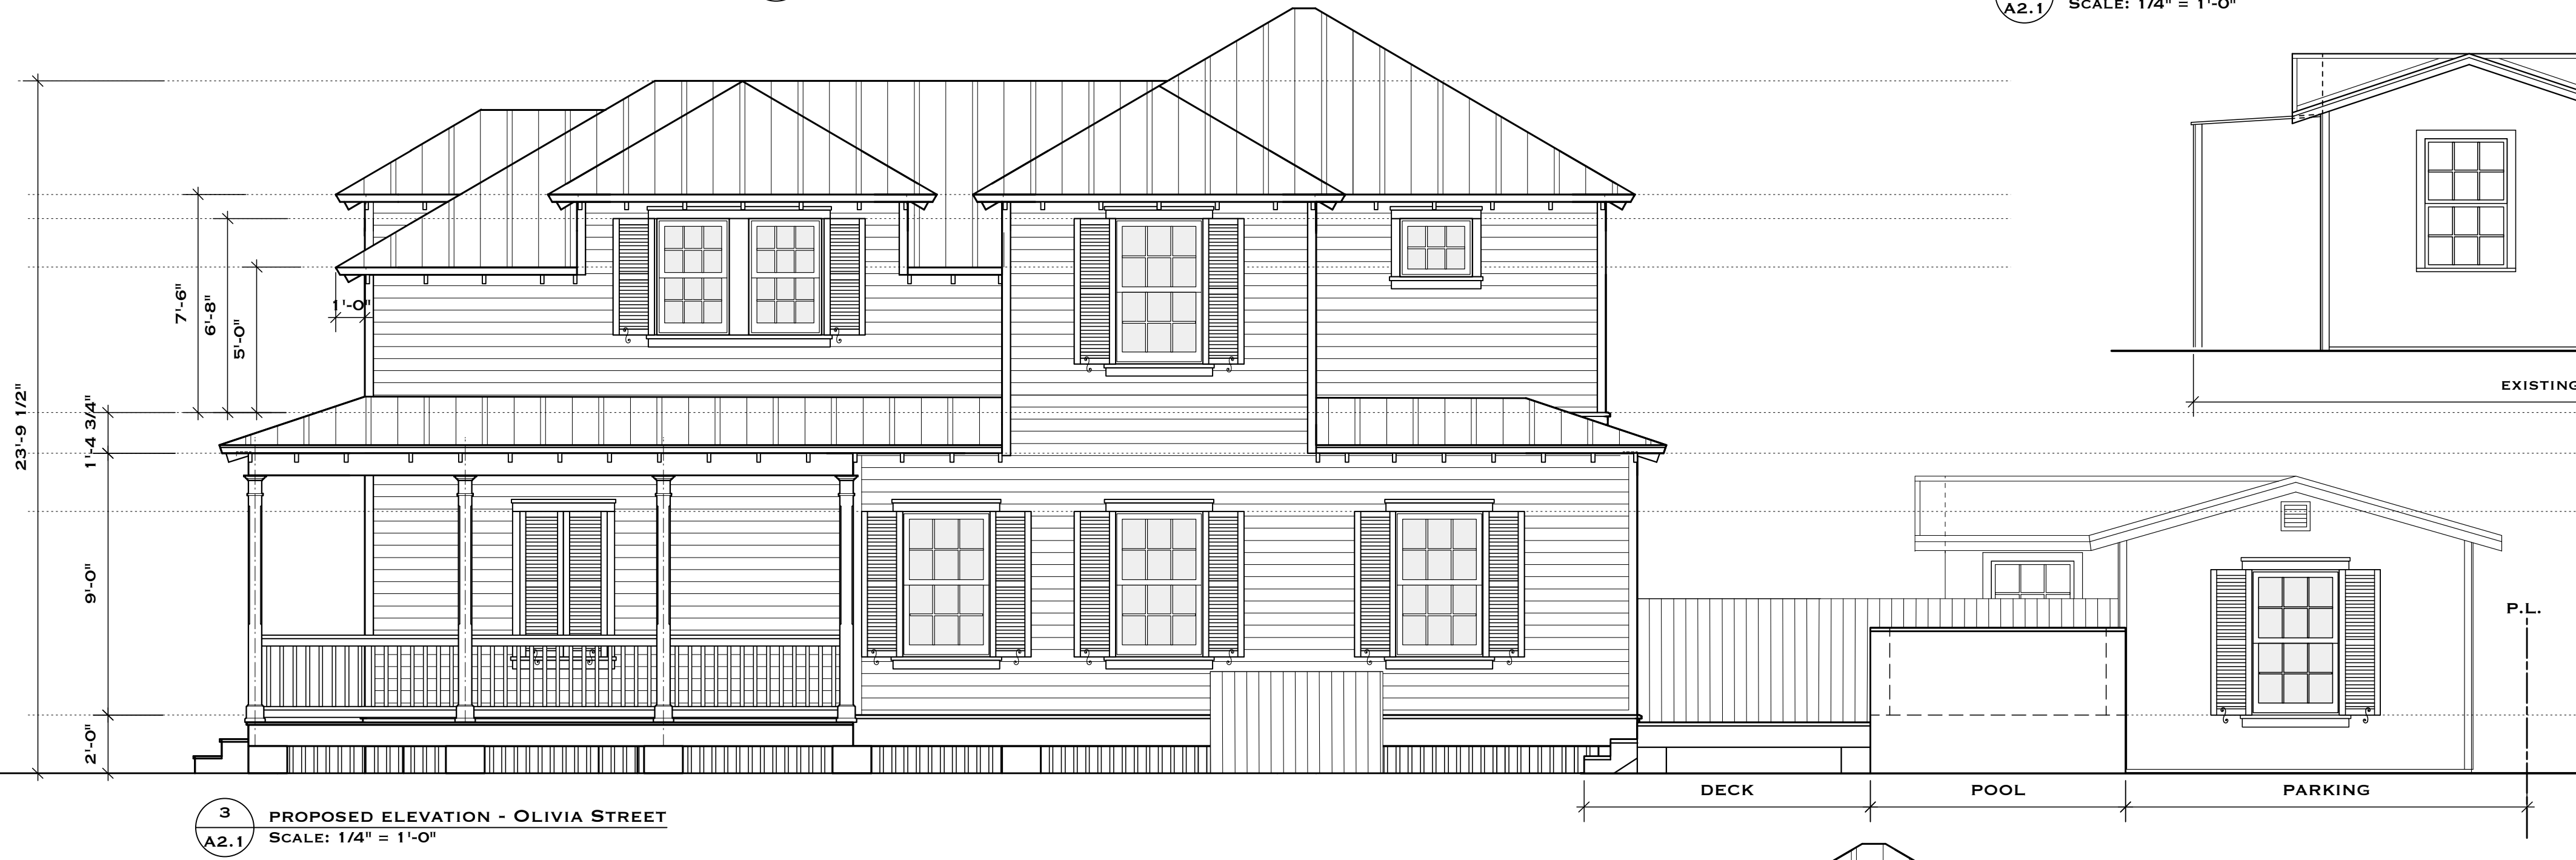 A2.1
SCALE: 1/4" = 1'-0"
23'-9 1/2"
7'-6"
6'-8"
5'-0"
1'-0"
1'-4 3/4"
9'-0"
2'-0"
EXISTING
P.L.
DECK
POOL
PARKING
3
A2.1
PROPOSED ELEVATION - OLIVIA STREET
SCALE: 1/4" = 1'-0"